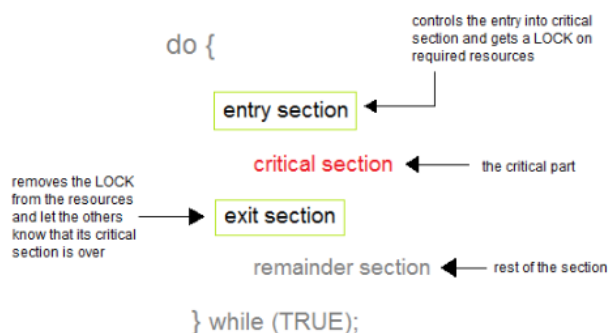 controls the entry into critical
section and gets a LOCK on
required resources
do {
entry section
critical section
the critical part
removes the LOCK
from the resources
and let the others
know that its critical
section is over
exit section
remainder section
rest of the section
} while (TRUE);